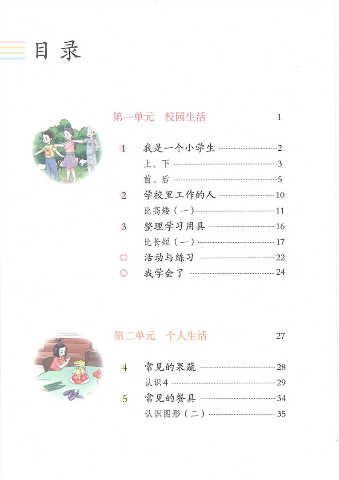 目录
第一单元 校园生活 1
1 我是一个小学生 2
上、下 3
前、后 5
2 学校里工作的人 10
比高矮（一） 11
3 整理学习用具 16
比长短（一） 17
活动与练习 22
我学会了 24
第二单元 个人生活 27
4 常见的果蔬 28
认识4 29
5 常见的餐具 34
认识图形（二） 35